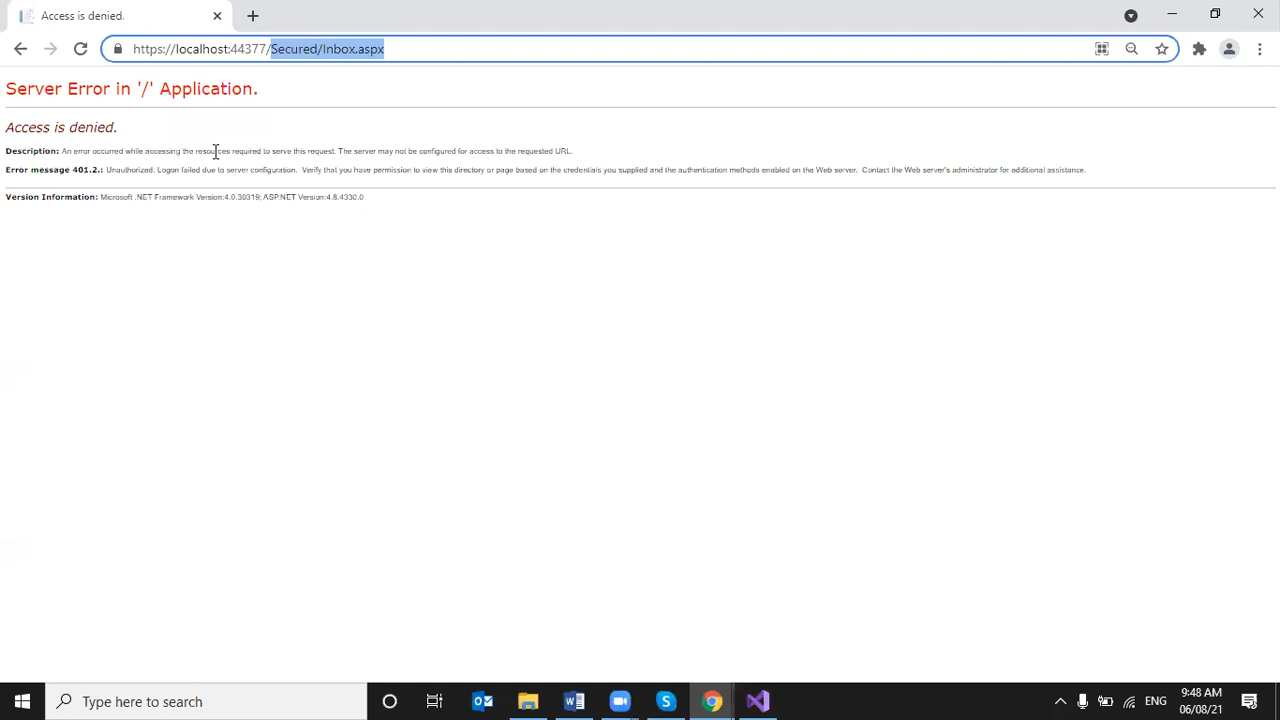 Access is denied.
https://localhost:44377/Secured/Inbox.aspx
Server Error in '/' Application.
Access is denied.
Description: An error occurred while accessing the resources required to serve this request. The server may not be configured for access to the requested URL.
Error message 401.2.: Unauthorized: Logon failed due to server configuration. Verify that you have permission to view this directory or page based on the credentials you supplied and the authentication methods enabled on the Web server. Contact the Web server's administrator for additional assistance.
Version Information: Microsoft .NET Framework Version:4.0.30319; ASP.NET Version:4.8.4330.0
Type here to search
ENG
9:48 AM
06/08/21